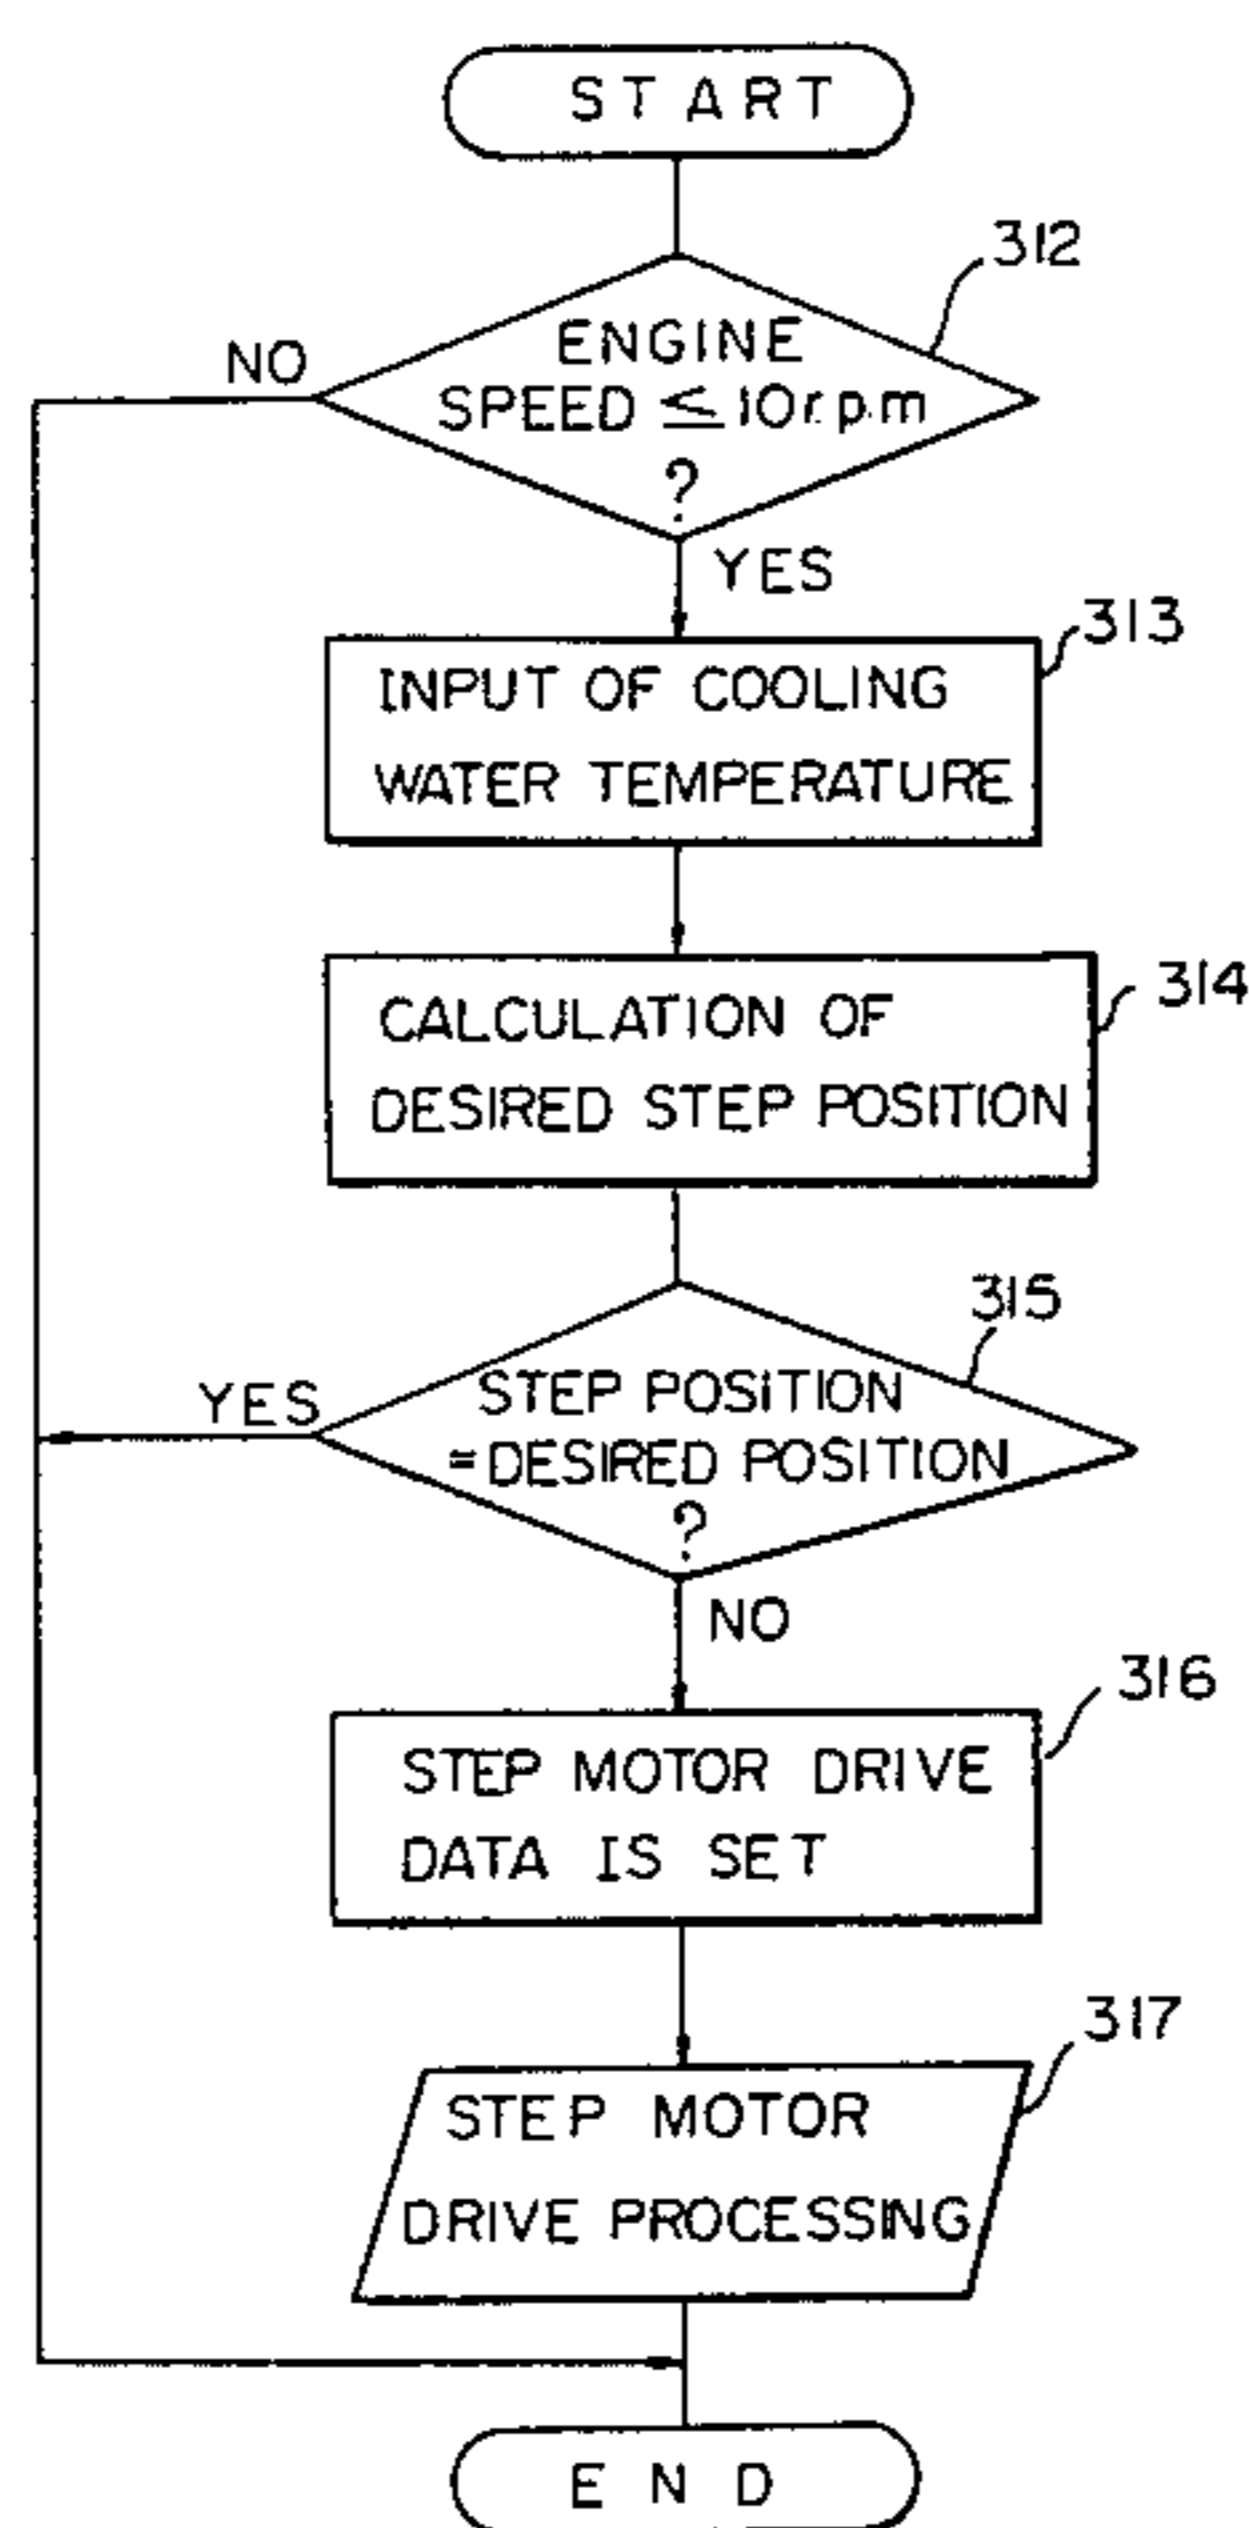 START
312
NO
ENGINE
SPEED ≤ 10 r.p.m
?
YES
313
INPUT OF COOLING
WATER TEMPERATURE
314
CALCULATION OF
DESIRED STEP POSITION
315
YES
STEP POSITION
=DESIRED POSITION
?
NO
316
STEP MOTOR DRIVE
DATA IS SET
317
STEP MOTOR
DRIVE PROCESSING
END